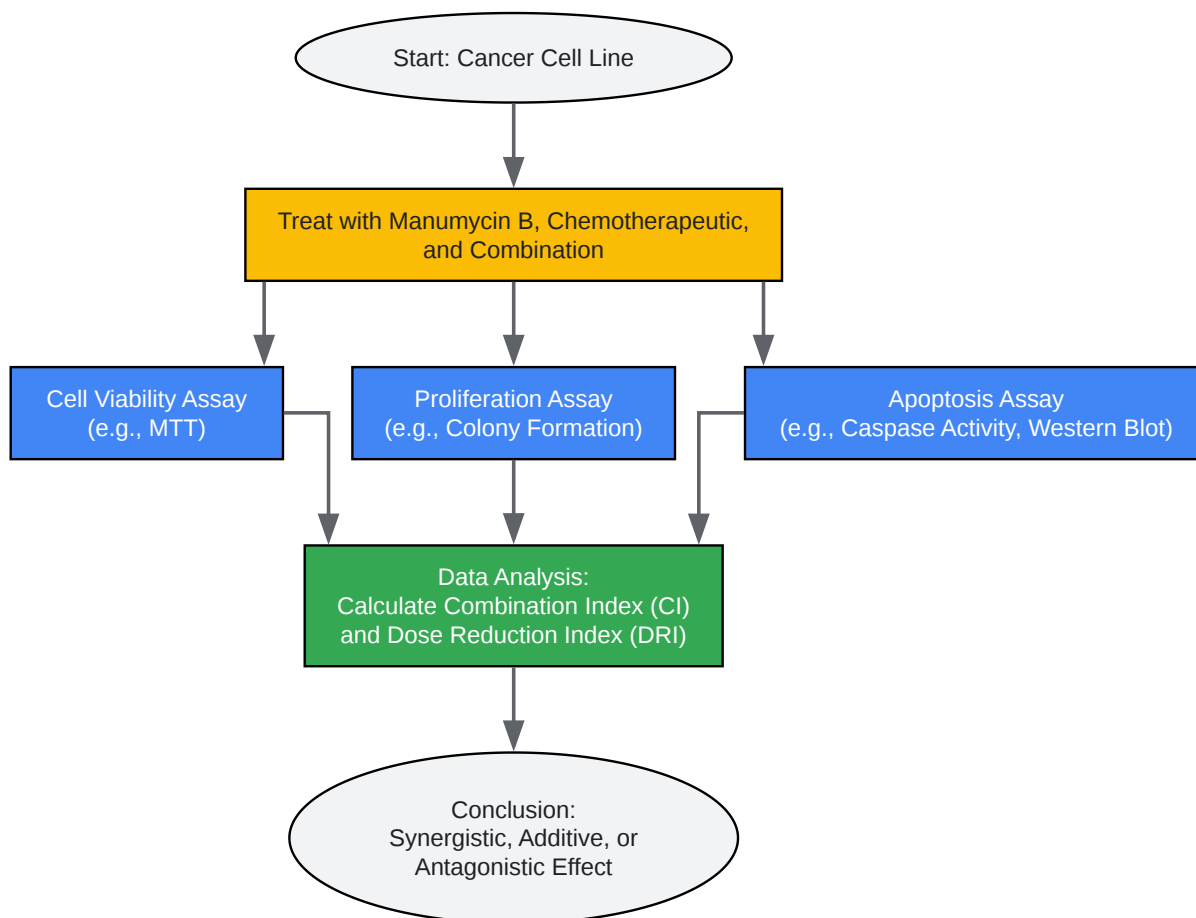 Start: Cancer Cell Line
Treat with Manumycin B, Chemotherapeutic,
and Combination
Cell Viability Assay
(e.g., MTT)
Proliferation Assay
(e.g., Colony Formation)
Apoptosis Assay
(e.g., Caspase Activity, Western Blot)
Data Analysis:
Calculate Combination Index (CI)
and Dose Reduction Index (DRI)
Conclusion:
Synergistic, Additive, or
Antagonistic Effect